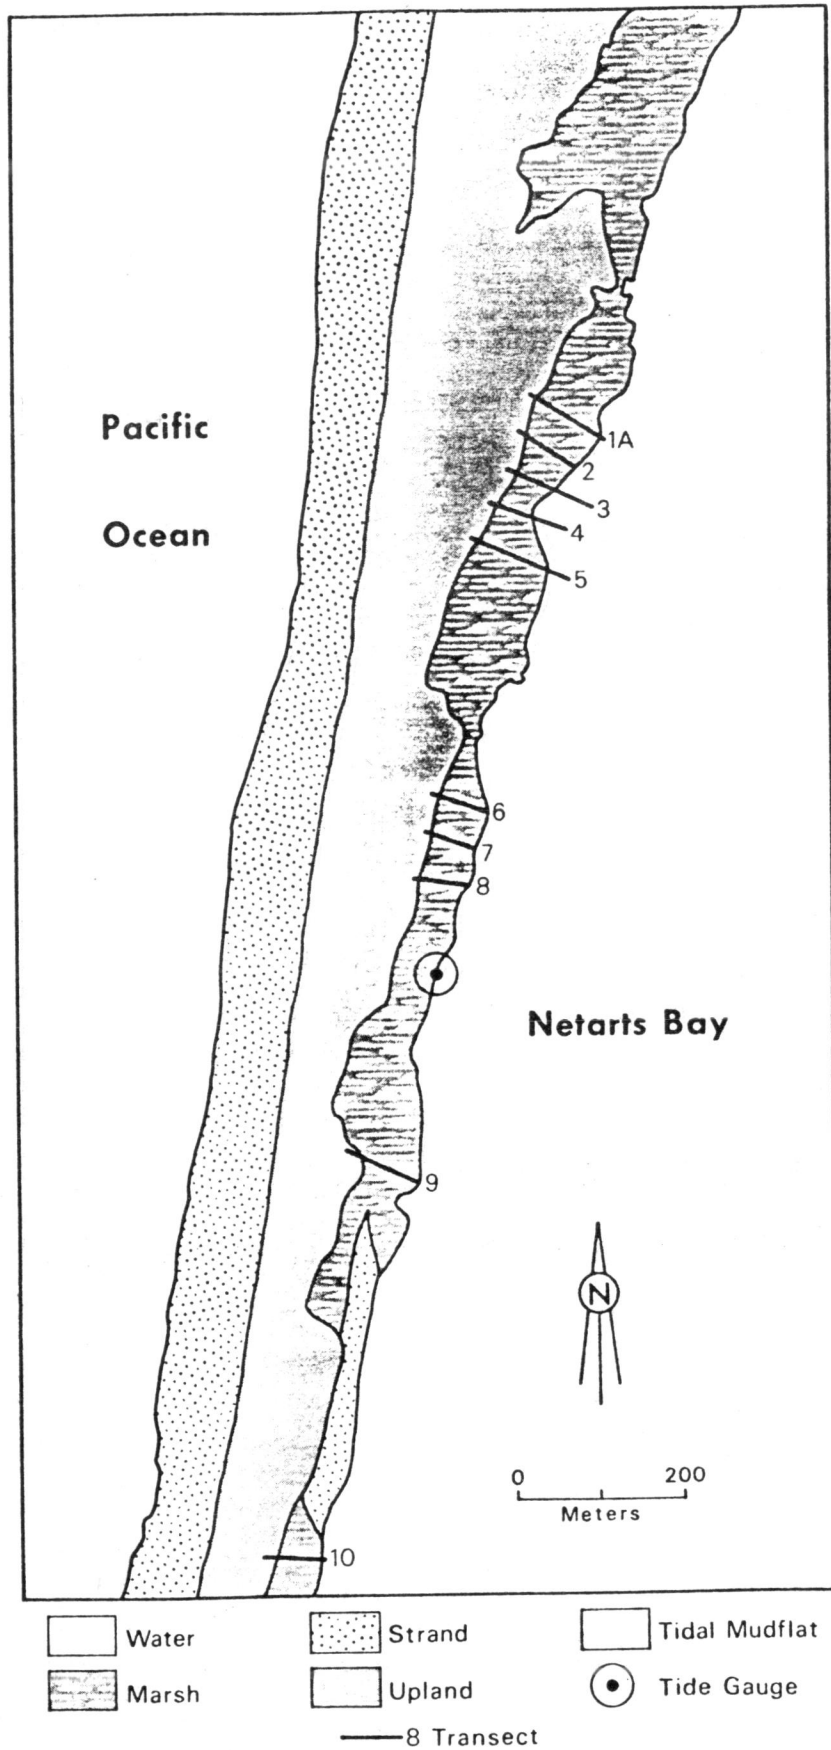 Pacific
Ocean
1A
2
3
4
5
6
7
8
Netarts Bay
9
N
0 200
Meters
10
Water
Strand
Tidal Mudflat
Marsh
Upland
Tide Gauge
8 Transect